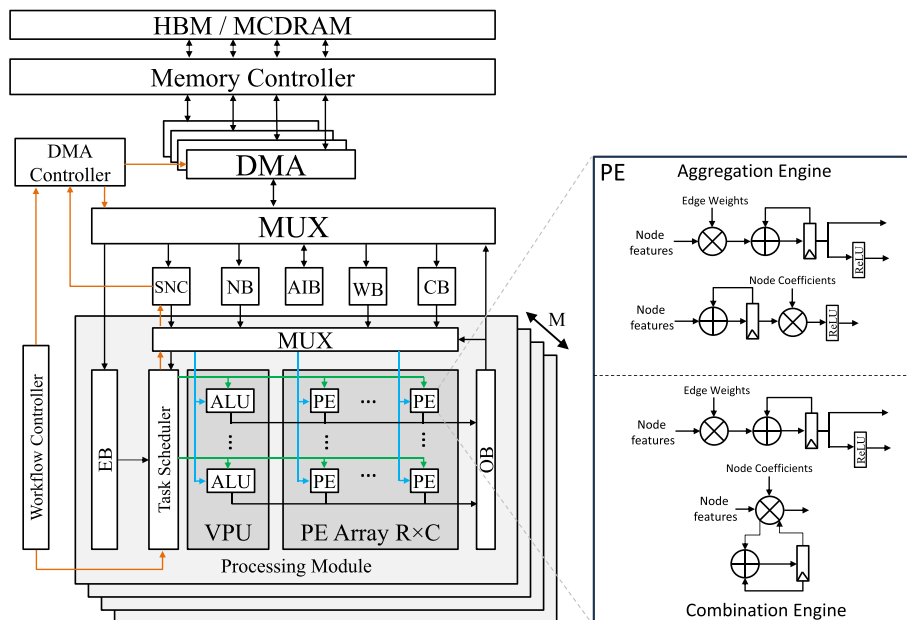 HBM / MCDRAM
Memory Controller
DMA
Controller
DMA
MUX
SNC
NB
AIB
WB
CB
M
MUX
Workflow Controller
EB
Task Scheduler
ALU
PE
...
PE
...
...
...
ALU
PE
...
PE
OB
VPU
PE Array R×C
Processing Module
PE
Aggregation Engine
Edge Weights
Node
features
ReLU
Node Coefficients
Node
features
ReLU
Edge Weights
Node
features
ReLU
Node Coefficients
Node
features
Combination Engine